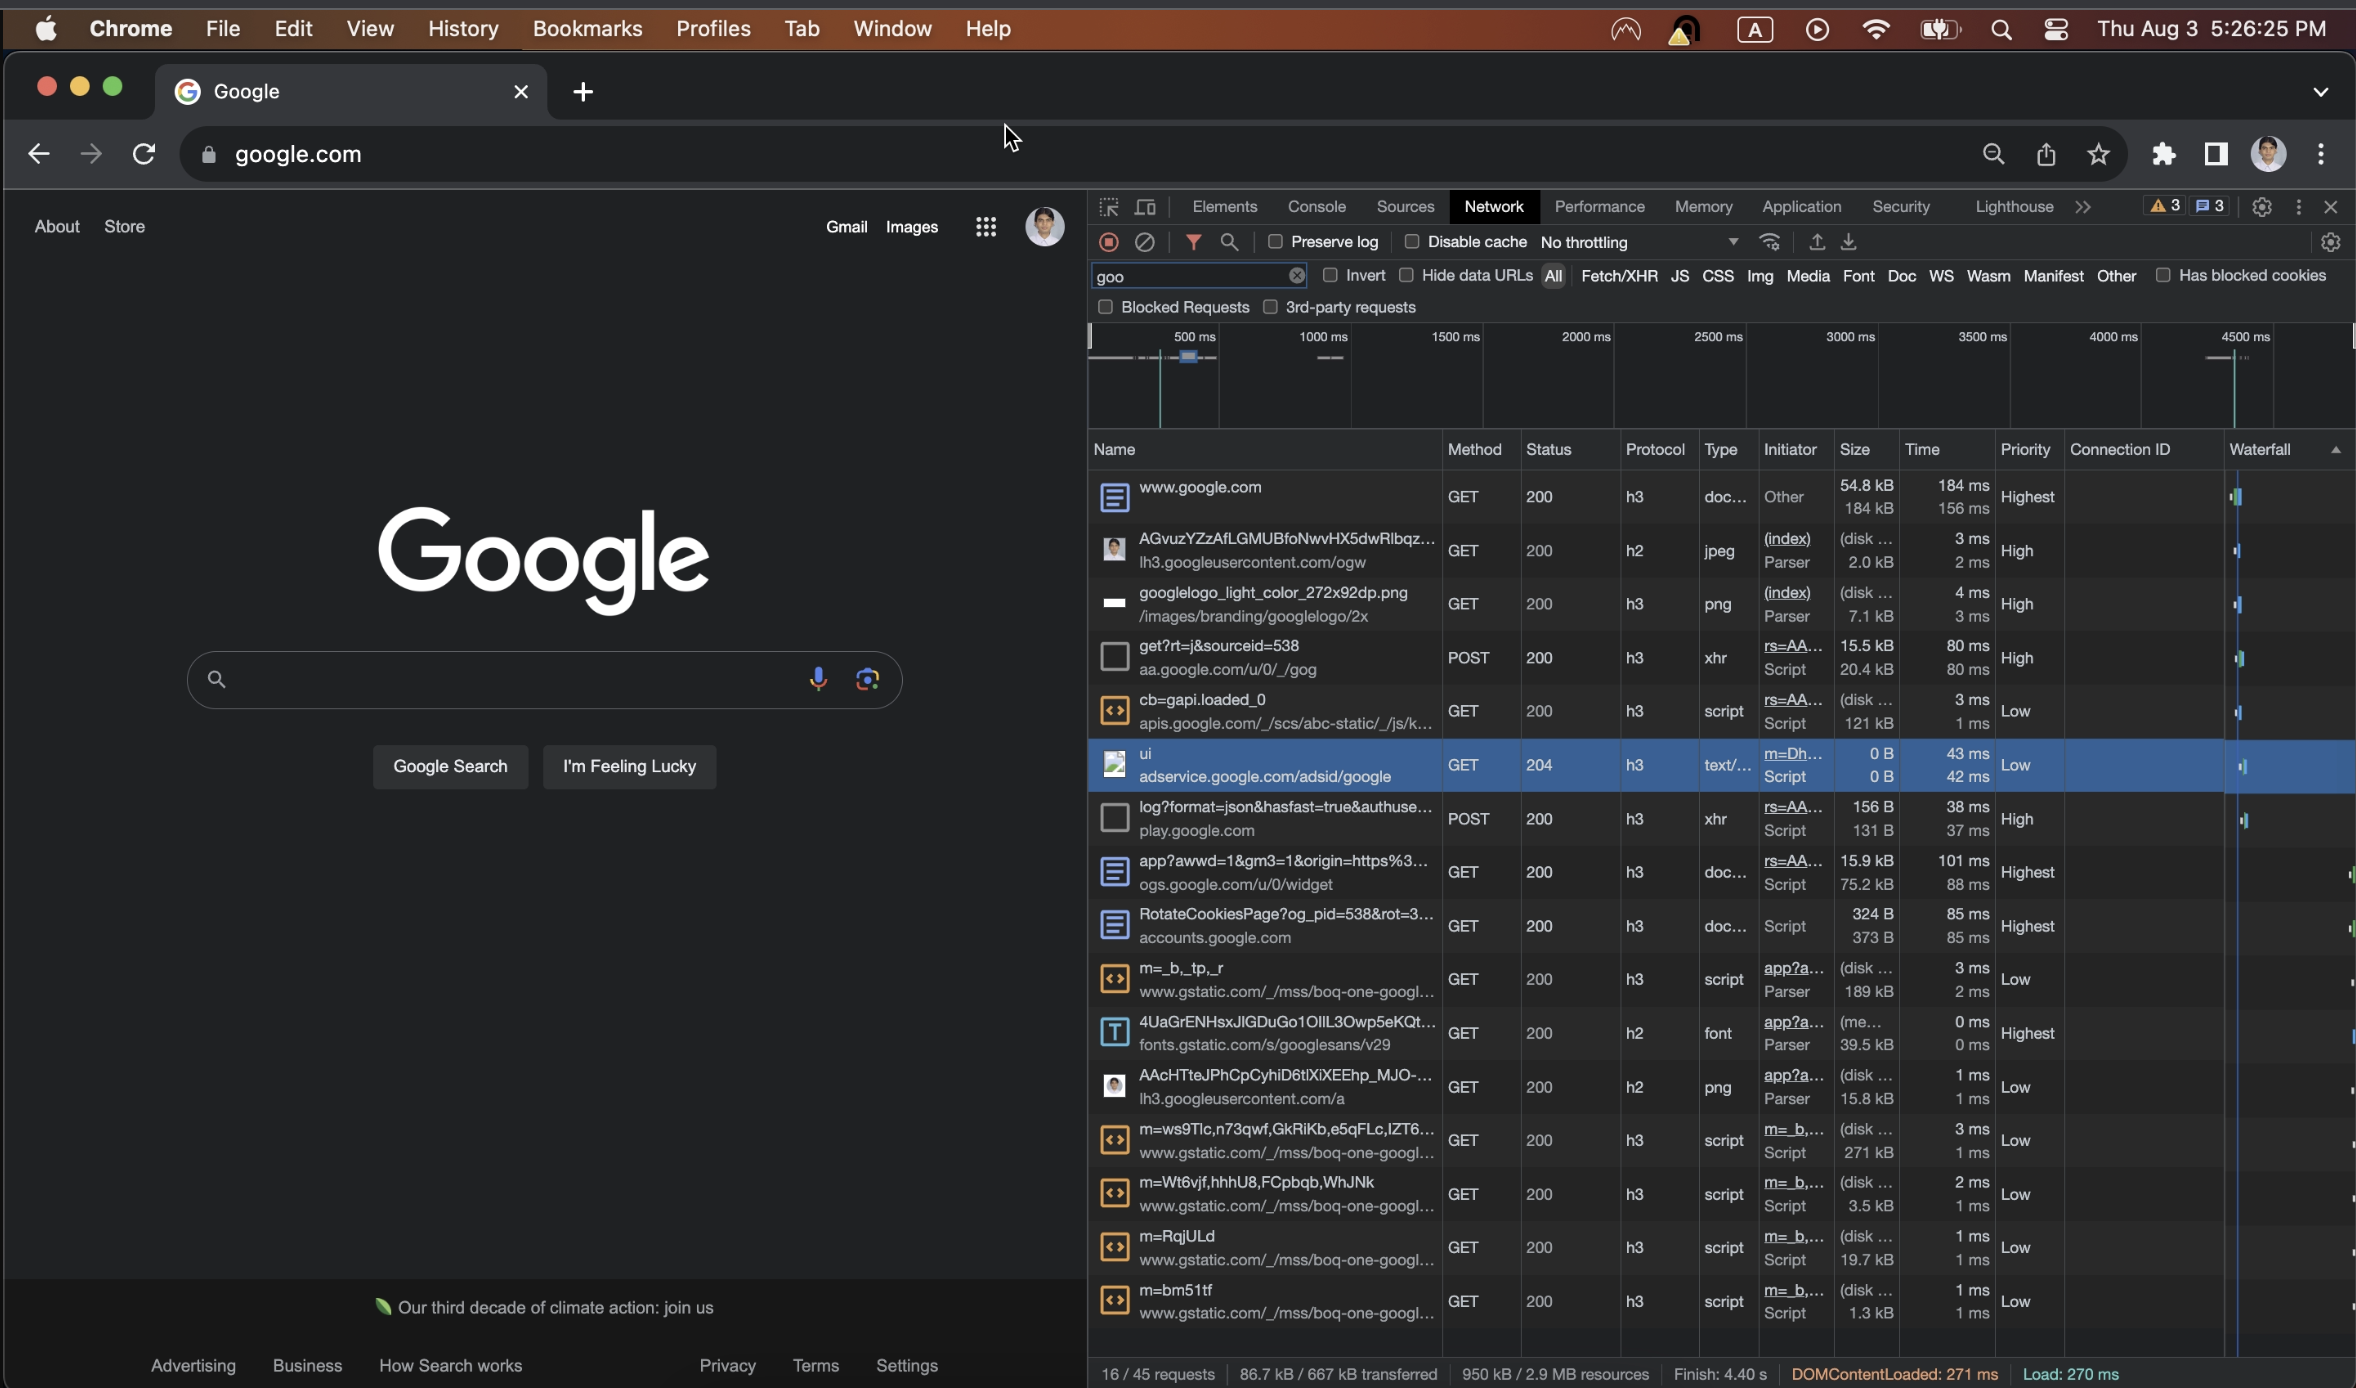 Chrome File Edit View History Bookmarks Profiles Tab Window Help A Thu Aug 3 5:26:25 PM
Google
google.com
About Store Gmail Images
Google
Google Search I'm Feeling Lucky
Our third decade of climate action: join us
Advertising Business How Search works Privacy Terms Settings
Elements Console Sources Network Performance Memory Application Security Lighthouse 3 3
Preserve log Disable cache No throttling
goo Invert Hide data URLs All Fetch/XHR JS CSS Img Media Font Doc WS Wasm Manifest Other Has blocked cookies
Blocked Requests 3rd-party requests
500 ms 1000 ms 1500 ms 2000 ms 2500 ms 3000 ms 3500 ms 4000 ms 4500 ms
Name Method Status Protocol Type Initiator Size Time Priority Connection ID Waterfall
www.google.com GET 200 h3 doc... Other 54.8 kB 184 ms Highest
184 kB 156 ms
GET 200 h2 jpeg (index) (disk ... 3 ms High
lh3.googleusercontent.com/ogw Parser 2.0 kB 2 ms
googlelogo_light_color_272x92dp.png GET 200 h3 png (index) (disk ... 4 ms High
/images/branding/googlelogo/2x Parser 7.1 kB 3 ms
get?rt=j&sourceid=538 POST 200 h3 xhr rs=AA... 15.5 kB 80 ms High
aa.google.com/u/0/_/gog Script 20.4 kB 80 ms
cb=gapi.loaded_0 GET 200 h3 script rs=AA... (disk ... 3 ms Low
apis.google.com/_/scs/abc-static/_/js/k... Script 121 kB 1 ms
ui GET 204 h3 text/... m=Dh... 0 B 43 ms Low
adservice.google.com/adsid/google Script 0 B 42 ms
log?format=json&hasfast=true&authuse... POST 200 h3 xhr rs=AA... 156 B 38 ms High
play.google.com Script 131 B 37 ms
app?awwd=1&gm3=1&origin=https%3... GET 200 h3 doc... rs=AA... 15.9 kB 101 ms Highest
ogs.google.com/u/0/widget Script 75.2 kB 88 ms
RotateCookiesPage?og_pid=538&rot=3... GET 200 h3 doc... Script 324 B 85 ms Highest
accounts.google.com 373 B 85 ms
m=_b,_tp,_r GET 200 h3 script app?a... (disk ... 3 ms Low
www.gstatic.com/_/mss/boq-one-googl... Parser 189 kB 2 ms
GET 200 h2 font app?a... (me... 0 ms Highest
fonts.gstatic.com/s/googlesans/v29 Parser 39.5 kB 0 ms
GET 200 h2 png app?a... (disk ... 1 ms Low
lh3.googleusercontent.com/a Parser 15.8 kB 1 ms
GET 200 h3 script m=_b,... (disk ... 3 ms Low
www.gstatic.com/_/mss/boq-one-googl... Script 271 kB 1 ms
m=Wt6vjf,hhhU8,FCpbqb,WhJNk GET 200 h3 script m=_b,... (disk ... 2 ms Low
www.gstatic.com/_/mss/boq-one-googl... Script 3.5 kB 1 ms
m=RqjULd GET 200 h3 script m=_b,... (disk ... 1 ms Low
www.gstatic.com/_/mss/boq-one-googl... Script 19.7 kB 1 ms
m=bm51tf GET 200 h3 script m=_b,... (disk ... 1 ms Low
www.gstatic.com/_/mss/boq-one-googl... Script 1.3 kB 1 ms
16 / 45 requests 86.7 kB / 667 kB transferred 950 kB / 2.9 MB resources Finish: 4.40 s DOMContentLoaded: 271 ms Load: 270 ms